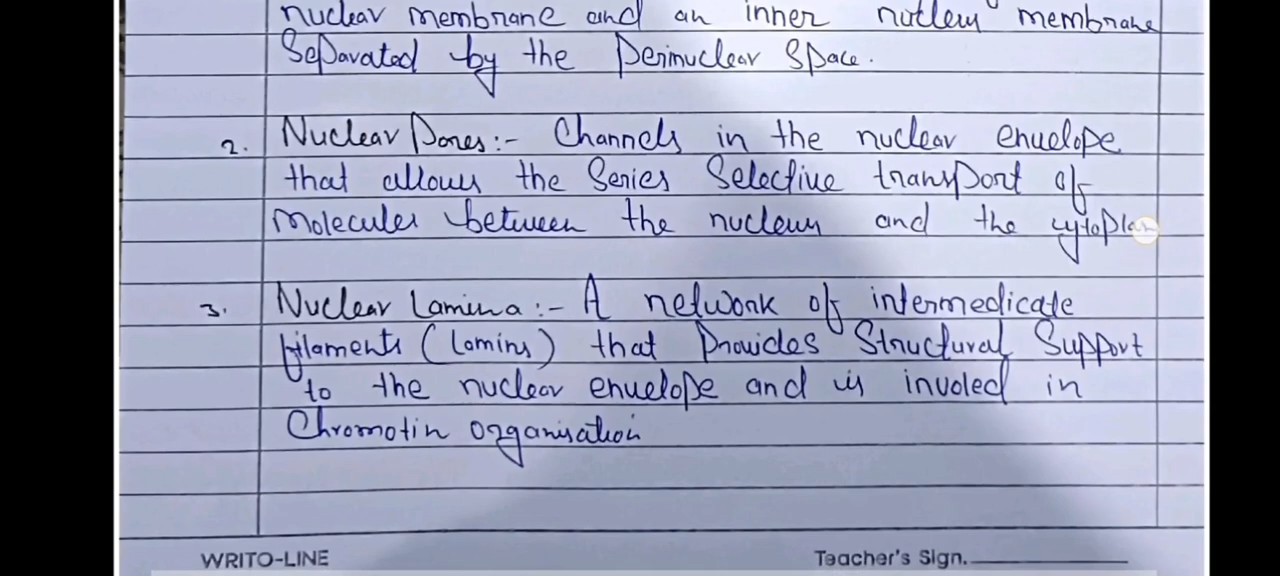 nuclear membrane and an inner nutleus membrane
Separated by the Perinuclear Space.
2. Nuclear Pores:- Channels in the nuclear envelope
that allows the Series Selective transport of
Molecules between the nucleus and the cytoplam
3. Nuclear Lamina:- A network of intermedicate
filaments (lamins) that Provides Structural Support
to the nuclear envelope and is involed in
Chromotin organisation
WRITO-LINE Teacher's Sign.